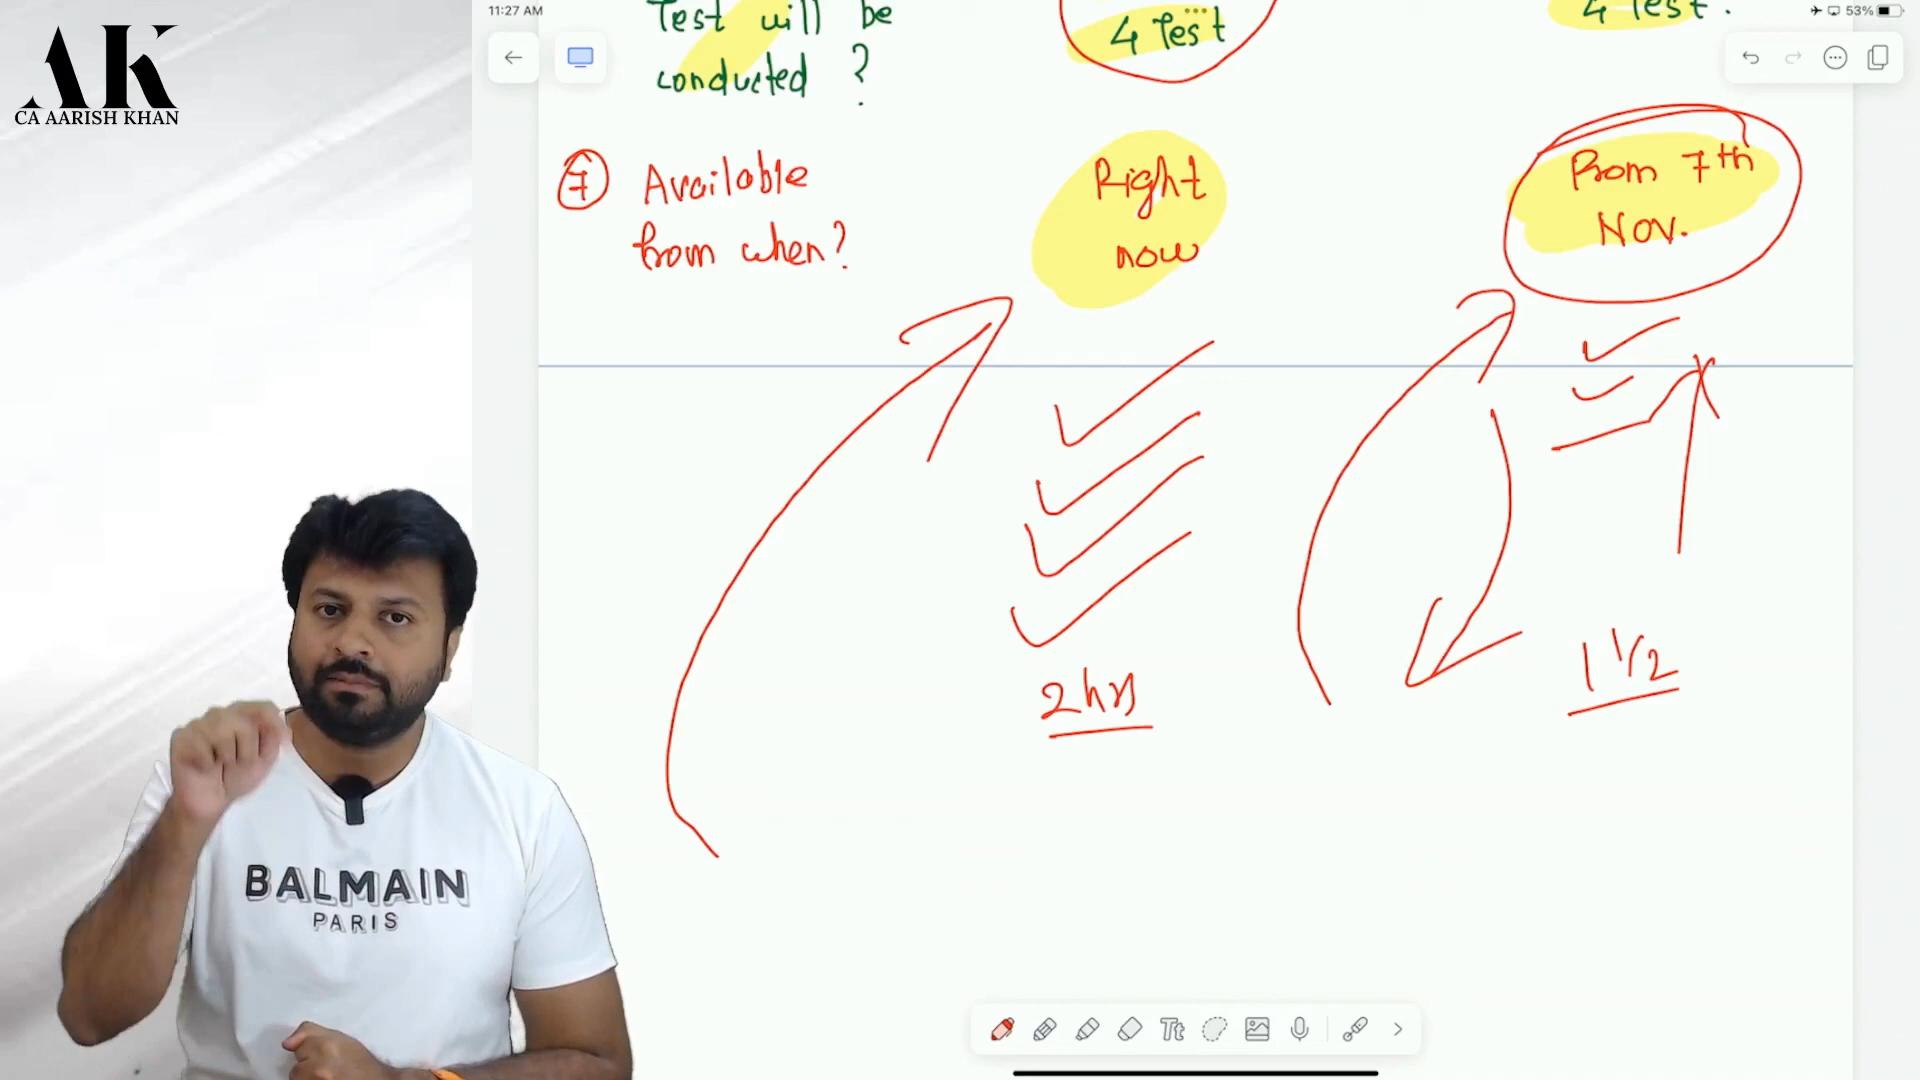 11:27 AM
53%
AK
CA AARISH KHAN
Test will be
conducted ?
4 Test
4 Test.
7 Available
from when?
Right
now
From 7th
Nov.
2 hrs
1 1/2
BALMAIN
PARIS
Tt